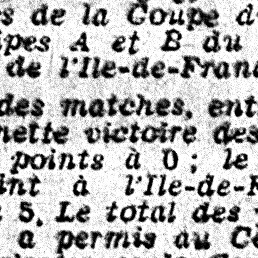 de la Coupe d
ipes A et B du
de l'Ile-de-Fran
des matches, ent
nette victoire des
points à 0 ; le
int à l'Ile-de-F
5. Le total des
a permis au C